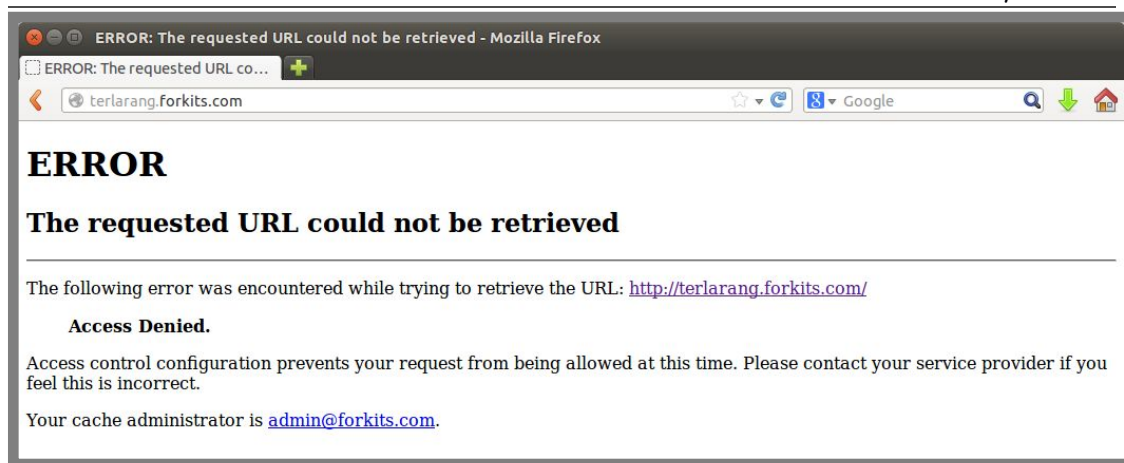 ERROR: The requested URL could not be retrieved - Mozilla Firefox
ERROR: The requested URL co...
terlarang.forkits.com
Google
ERROR
The requested URL could not be retrieved
The following error was encountered while trying to retrieve the URL: http://terlarang.forkits.com/
Access Denied.
Access control configuration prevents your request from being allowed at this time. Please contact your service provider if you
feel this is incorrect.
Your cache administrator is admin@forkits.com.